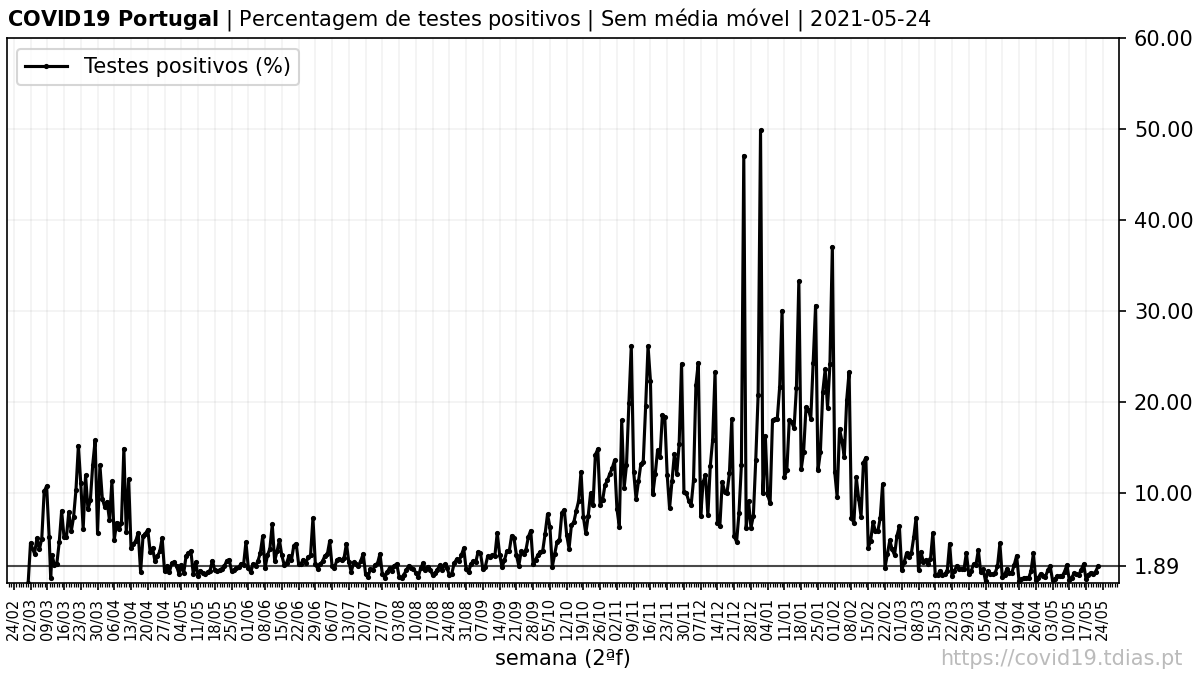 COVID19 Portugal | Percentagem de testes positivos | Sem média móvel | 2021-05-24
Testes positivos (%)
60.00
50.00
40.00
30.00
20.00
10.00
1.89
24/02 02/03 09/03 16/03 23/03 30/03 06/04 13/04 20/04 27/04 04/05 11/05 18/05 25/05 01/06 08/06 15/06 22/06 29/06 06/07 13/07 20/07 27/07 03/08 10/08 17/08 24/08 31/08 07/09 14/09 21/09 28/09 05/10 12/10 19/10 26/10 02/11 09/11 16/11 23/11 30/11 07/12 14/12 21/12 28/12 04/01 11/01 18/01 25/01 01/02 08/02 15/02 22/02 01/03 08/03 15/03 22/03 29/03 05/04 12/04 19/04 26/04 03/05 10/05 17/05 24/05
semana (2ªf)
https://covid19.tdias.pt